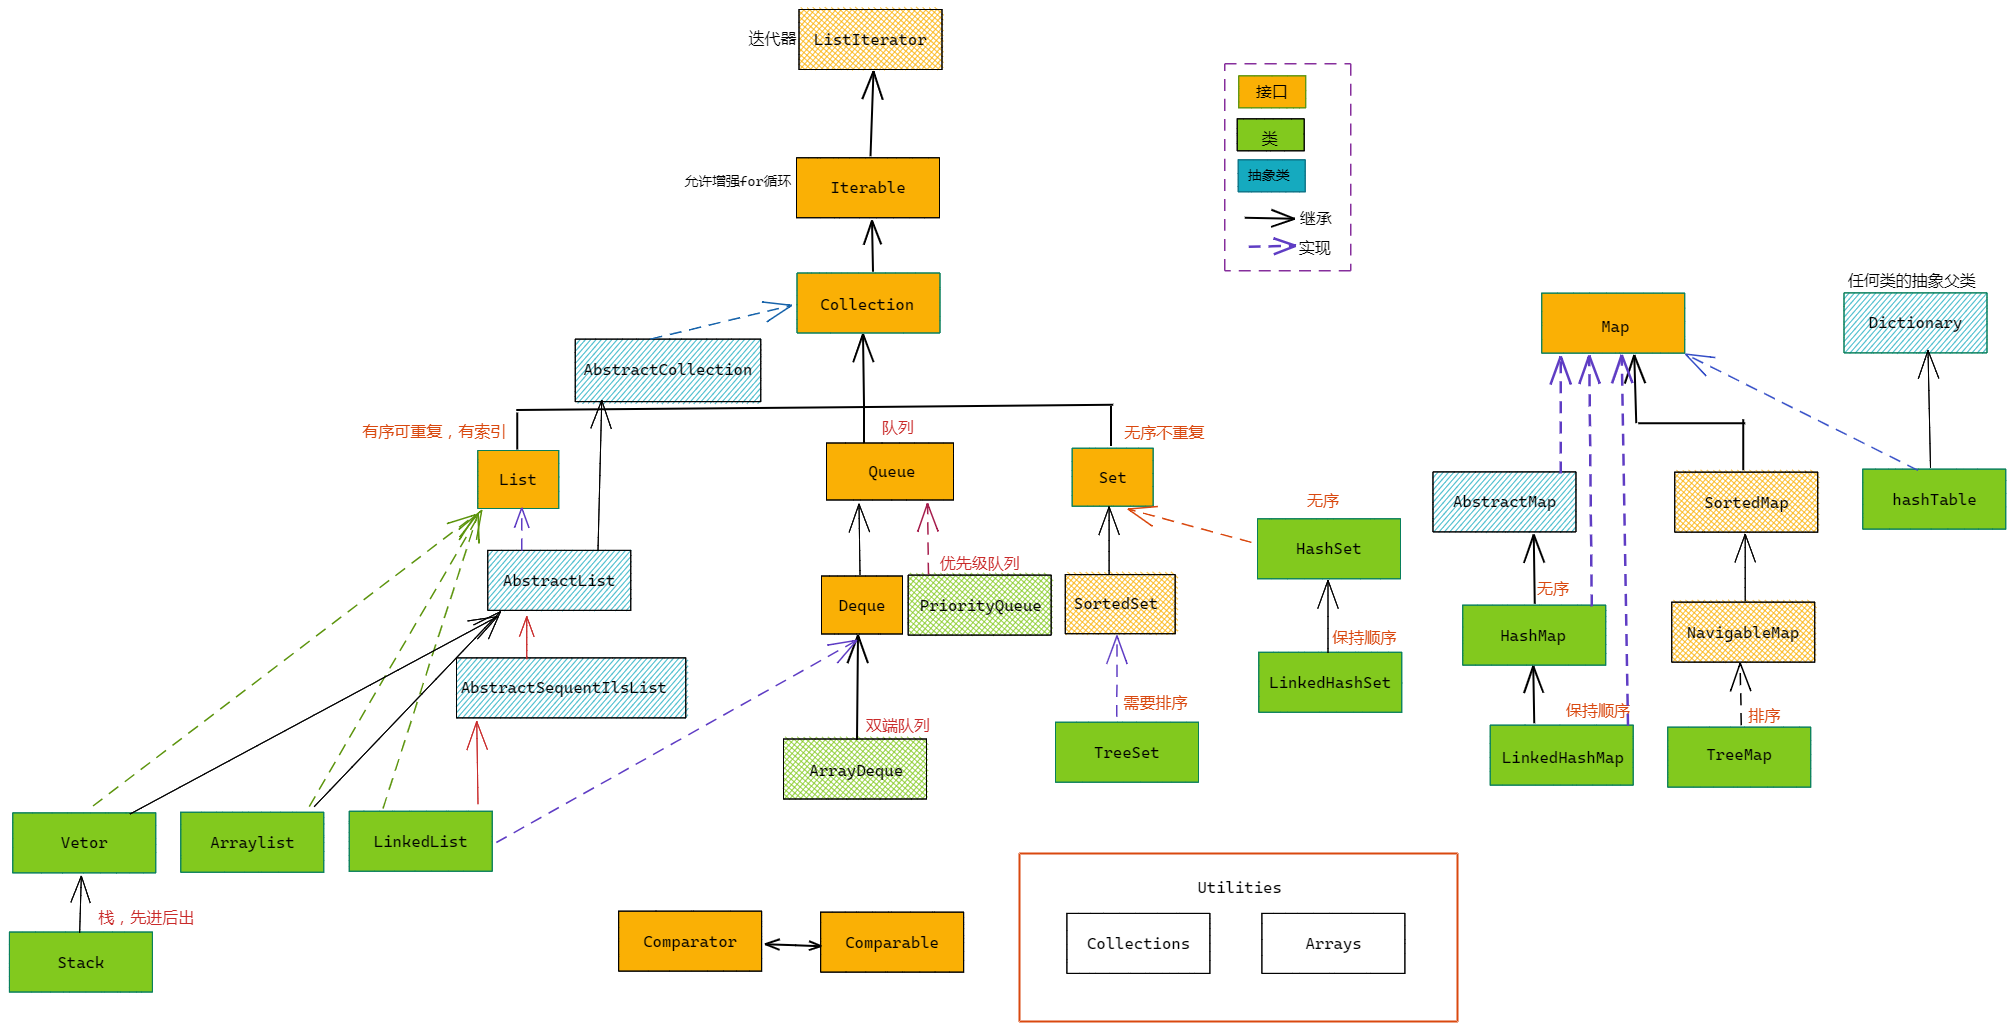 迭代器
ListIterator
接口
类
抽象类
继承
实现
允许增强for循环
Iterable
Collection
AbstractCollection
任何类的抽象父类
Map
Dictionary
有序可重复，有索引
List
队列
Queue
无序不重复
Set
无序
HashSet
AbstractMap
SortedMap
hashTable
AbstractList
优先级队列
Deque
PriorityQueue
SortedSet
保持顺序
LinkedHashSet
无序
HashMap
NavigableMap
AbstractSequentIlsList
双端队列
ArrayDeque
需要排序
TreeSet
保持顺序
LinkedHashMap
排序
TreeMap
Vetor
Arraylist
LinkedList
栈，先进后出
Stack
Comparator
Comparable
Utilities
Collections
Arrays